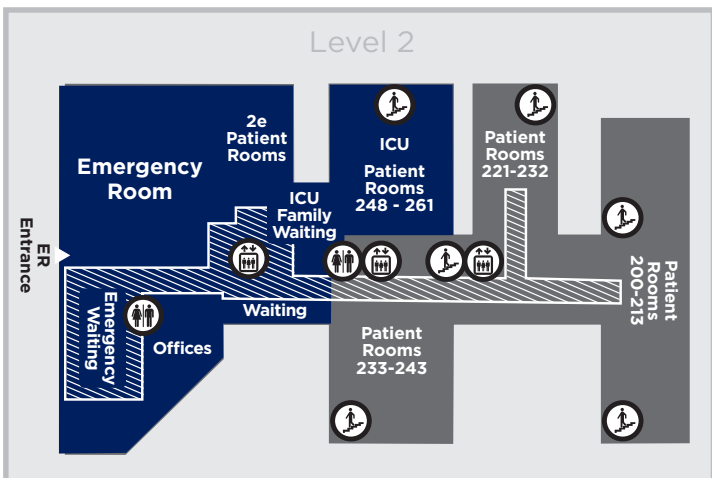 Level 2
2e
Patient
Rooms
Emergency
Room
ICU
Patient
Rooms
248 - 261
Patient
Rooms
221-232
ICU
Family
Waiting
ER
Entrance
Emergency
Waiting
Offices
Waiting
Patient
Rooms
233-243
Patient
Rooms
200-213